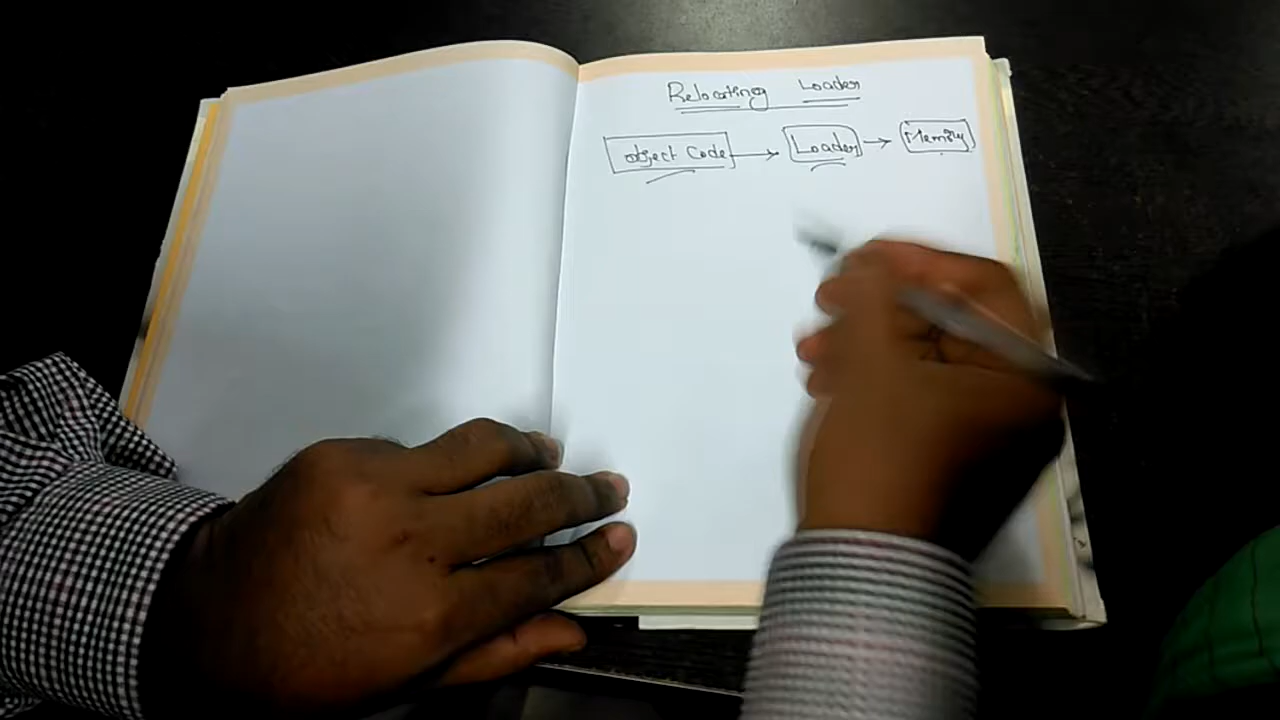 Relocating Loader
object Code → Loader → Memory